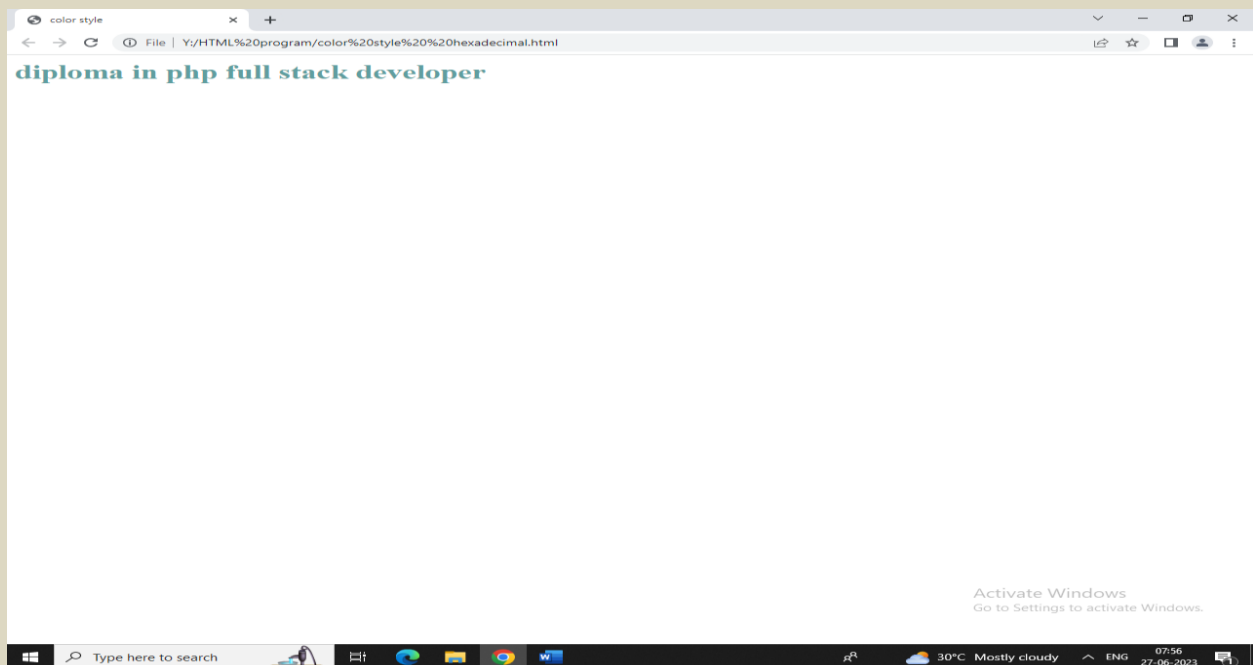 color style
File | Y:/HTML%20program/color%20style%20%20hexadecimal.html
diploma in php full stack developer
Activate Windows
Go to Settings to activate Windows.
Type here to search
30°C Mostly cloudy
ENG
07:56
27-06-2023